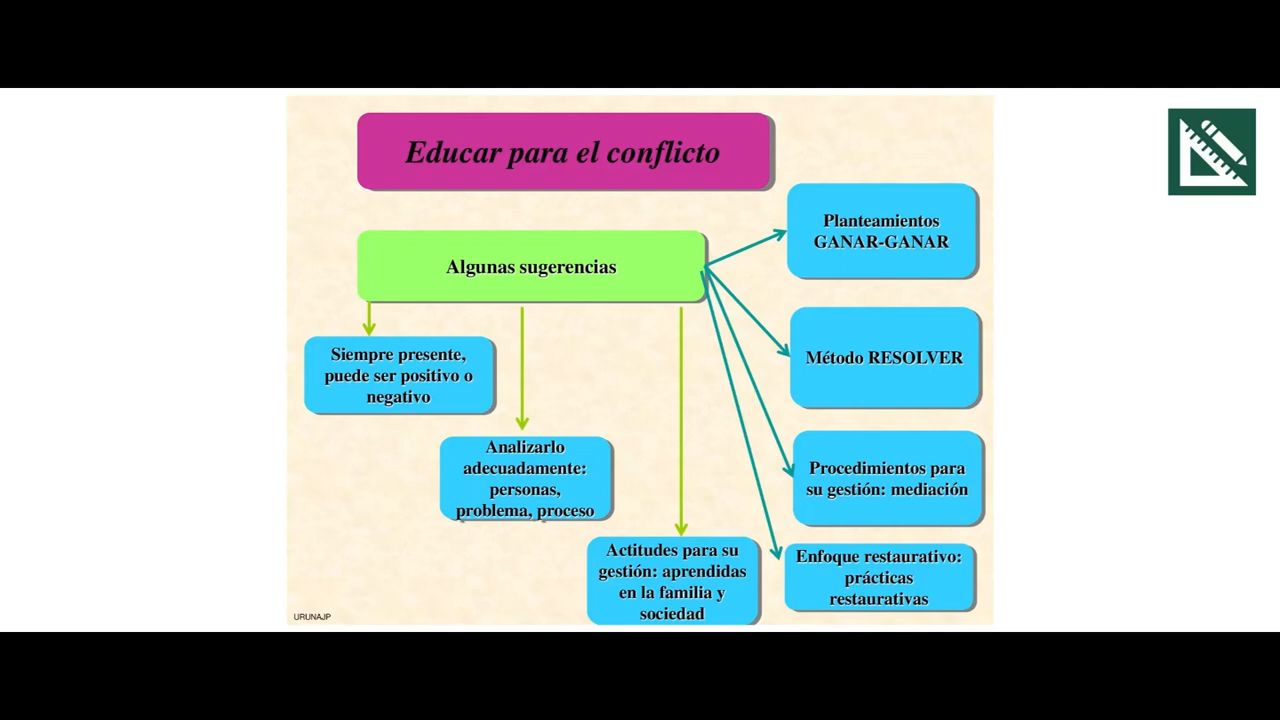 Educar para el conflicto
Algunas sugerencias
Siempre presente,
puede ser positivo o
negativo
Analizarlo
adecuadamente:
personas,
problema, proceso
Actitudes para su
gestión: aprendidas
en la familia y
sociedad
Planteamientos
GANAR-GANAR
Método RESOLVER
Procedimientos para
su gestión: mediación
Enfoque restaurativo:
prácticas
restaurativas
URUNAJP